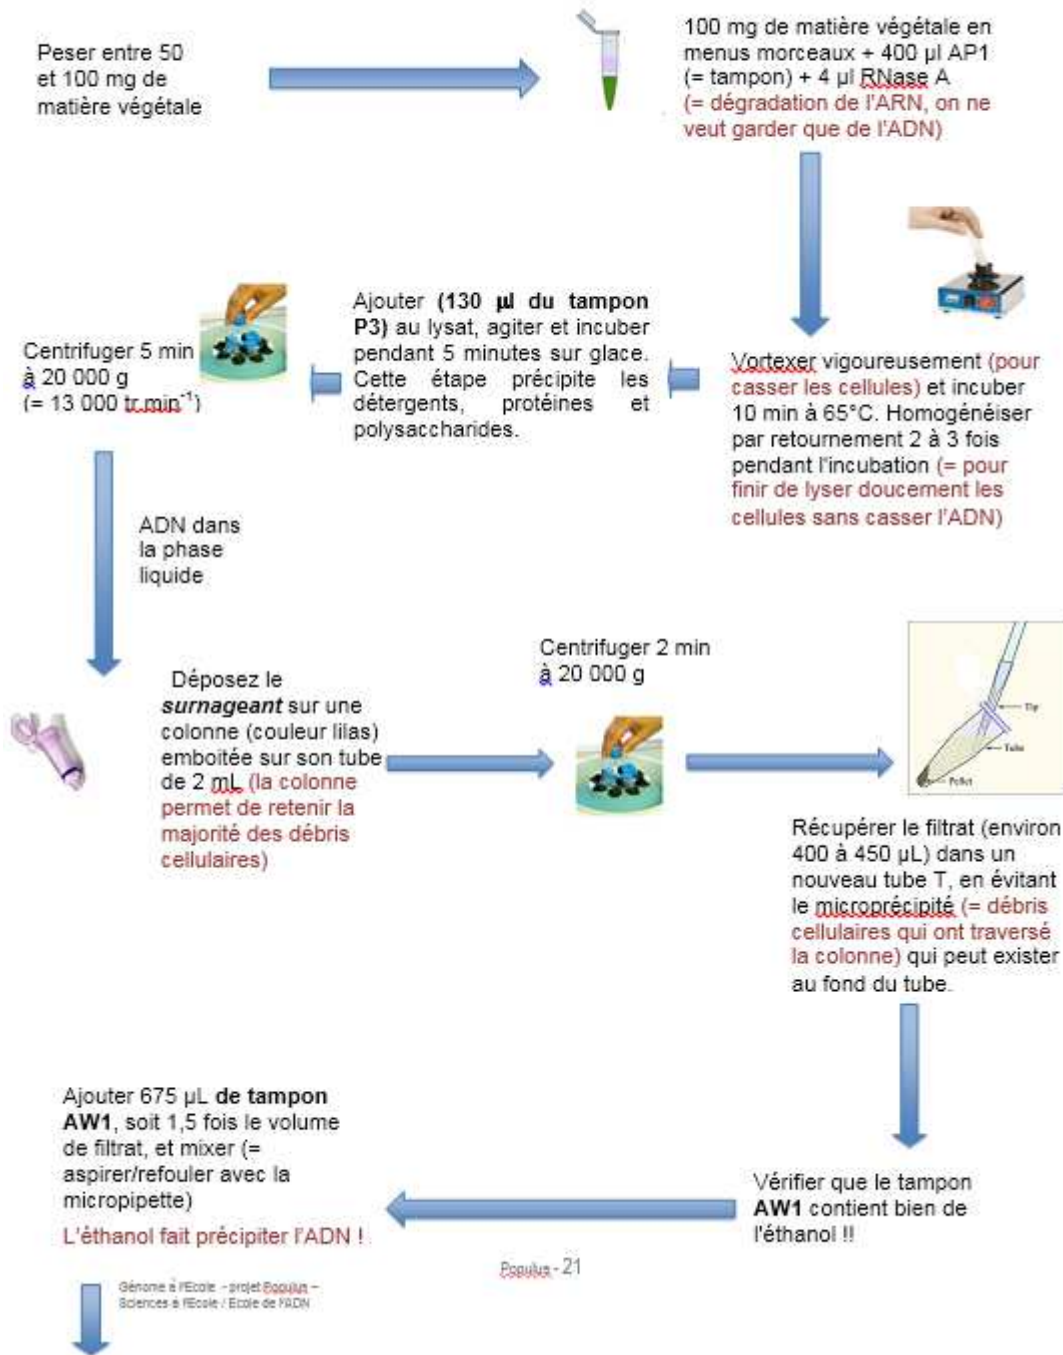 Peser entre 50
et 100 mg de
matière végétale
100 mg de matière végétale en
menus morceaux + 400 µl AP1
(= tampon) + 4 µl RNase A
(= dégradation de l'ARN, on ne
veut garder que de l'ADN)
Vortexer vigoureusement (pour
casser les cellules) et incuber
10 min à 65°C. Homogénéiser
par retournement 2 à 3 fois
pendant l'incubation (= pour
finir de lyser doucement les
cellules sans casser l'ADN)
Ajouter (130 µl du tampon
P3) au lysat, agiter et incuber
pendant 5 minutes sur glace.
Cette étape précipite les
détergents, protéines et
polysaccharides.
Centrifuger 5 min
à 20 000 g
(= 13 000 tr.min-1)
ADN dans
la phase
liquide
Déposez le
surnageant sur une
colonne (couleur lilas)
emboitée sur son tube
de 2 mL (la colonne
permet de retenir la
majorité des débris
cellulaires)
Centrifuger 2 min
à 20 000 g
Tip
Tube
Pellet
Récupérer le filtrat (environ
400 à 450 µL) dans un
nouveau tube T, en évitant
le microprécipité (= débris
cellulaires qui ont traversé
la colonne) qui peut exister
au fond du tube.
Vérifier que le tampon
AW1 contient bien de
l'éthanol !!
Ajouter 675 µL de tampon
AW1, soit 1,5 fois le volume
de filtrat, et mixer (=
aspirer/refouler avec la
micropipette)
L'éthanol fait précipiter l'ADN !
Populus - 21
Génome à l'Ecole - projet Populus –
Sciences à l'Ecole / Ecole de l'ADN